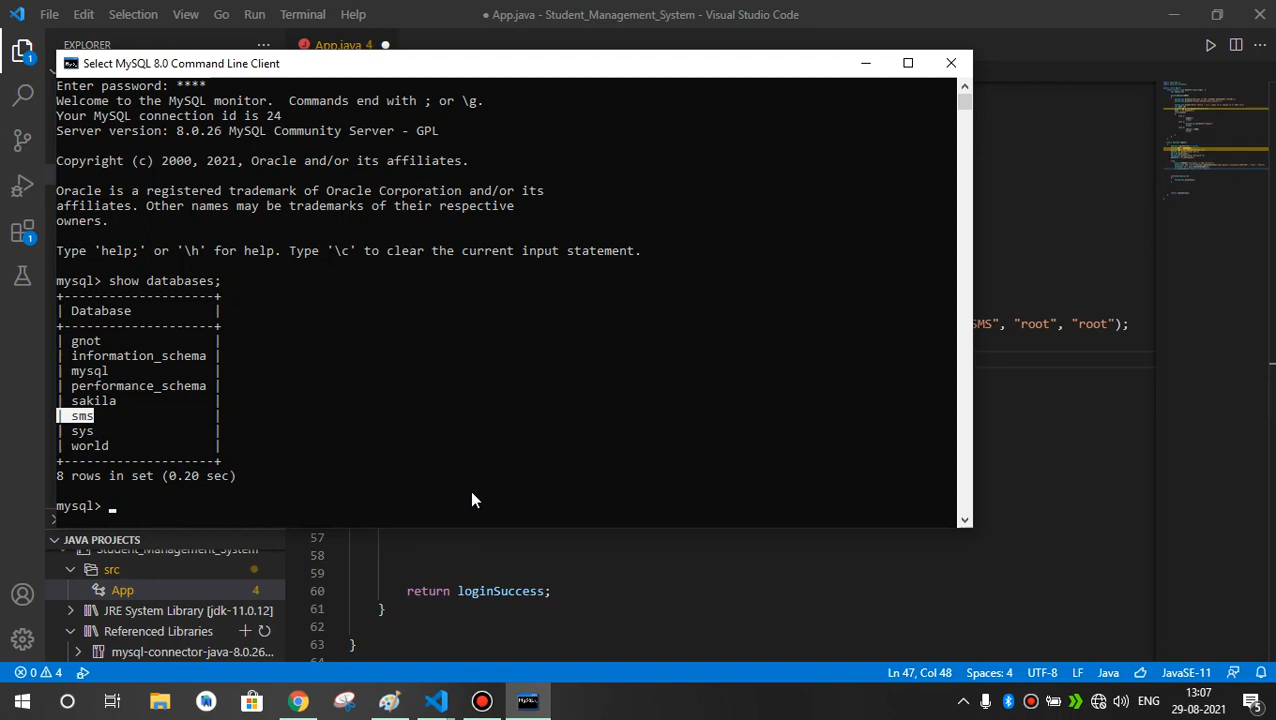 File Edit Selection View Go Run Terminal Help
● App.java - Student_Management_System - Visual Studio Code
EXPLORER
App.java 4
Select MySQL 8.0 Command Line Client
Enter password: ****
Welcome to the MySQL monitor.  Commands end with ; or \g.
Your MySQL connection id is 24
Server version: 8.0.26 MySQL Community Server - GPL
Copyright (c) 2000, 2021, Oracle and/or its affiliates.
Oracle is a registered trademark of Oracle Corporation and/or its
affiliates. Other names may be trademarks of their respective
owners.
Type 'help;' or '\h' for help. Type '\c' to clear the current input statement.
mysql> show databases;
+--------------------+
| Database           |
+--------------------+
| gnot               |
| information_schema |
| mysql              |
| performance_schema |
| sakila             |
| sms                |
| sys                |
| world              |
+--------------------+
8 rows in set (0.20 sec)
mysql>
SMS", "root", "root");
JAVA PROJECTS
Student_Management_System
src
App 4
JRE System Library [jdk-11.0.12]
Referenced Libraries
mysql-connector-java-8.0.26...
57
58
59
60 return loginSuccess;
61 }
62
63 }
64
0 4
Ln 47, Col 48 Spaces: 4 UTF-8 LF Java JavaSE-11
ENG
13:07
29-08-2021
5